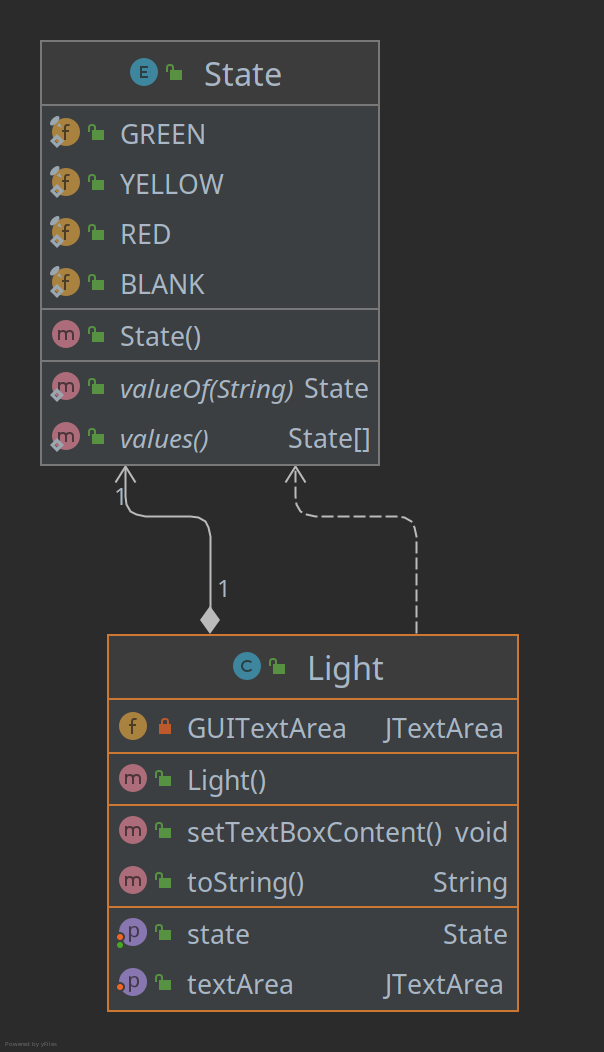 E State
f GREEN
f YELLOW
f RED
f BLANK
m State()
m valueOf(String) State
m values() State[]
1
1
C Light
f GUITextArea JTextArea
m Light()
m setTextBoxContent() void
m toString() String
p state State
p textArea JTextArea
Powered by yFiles